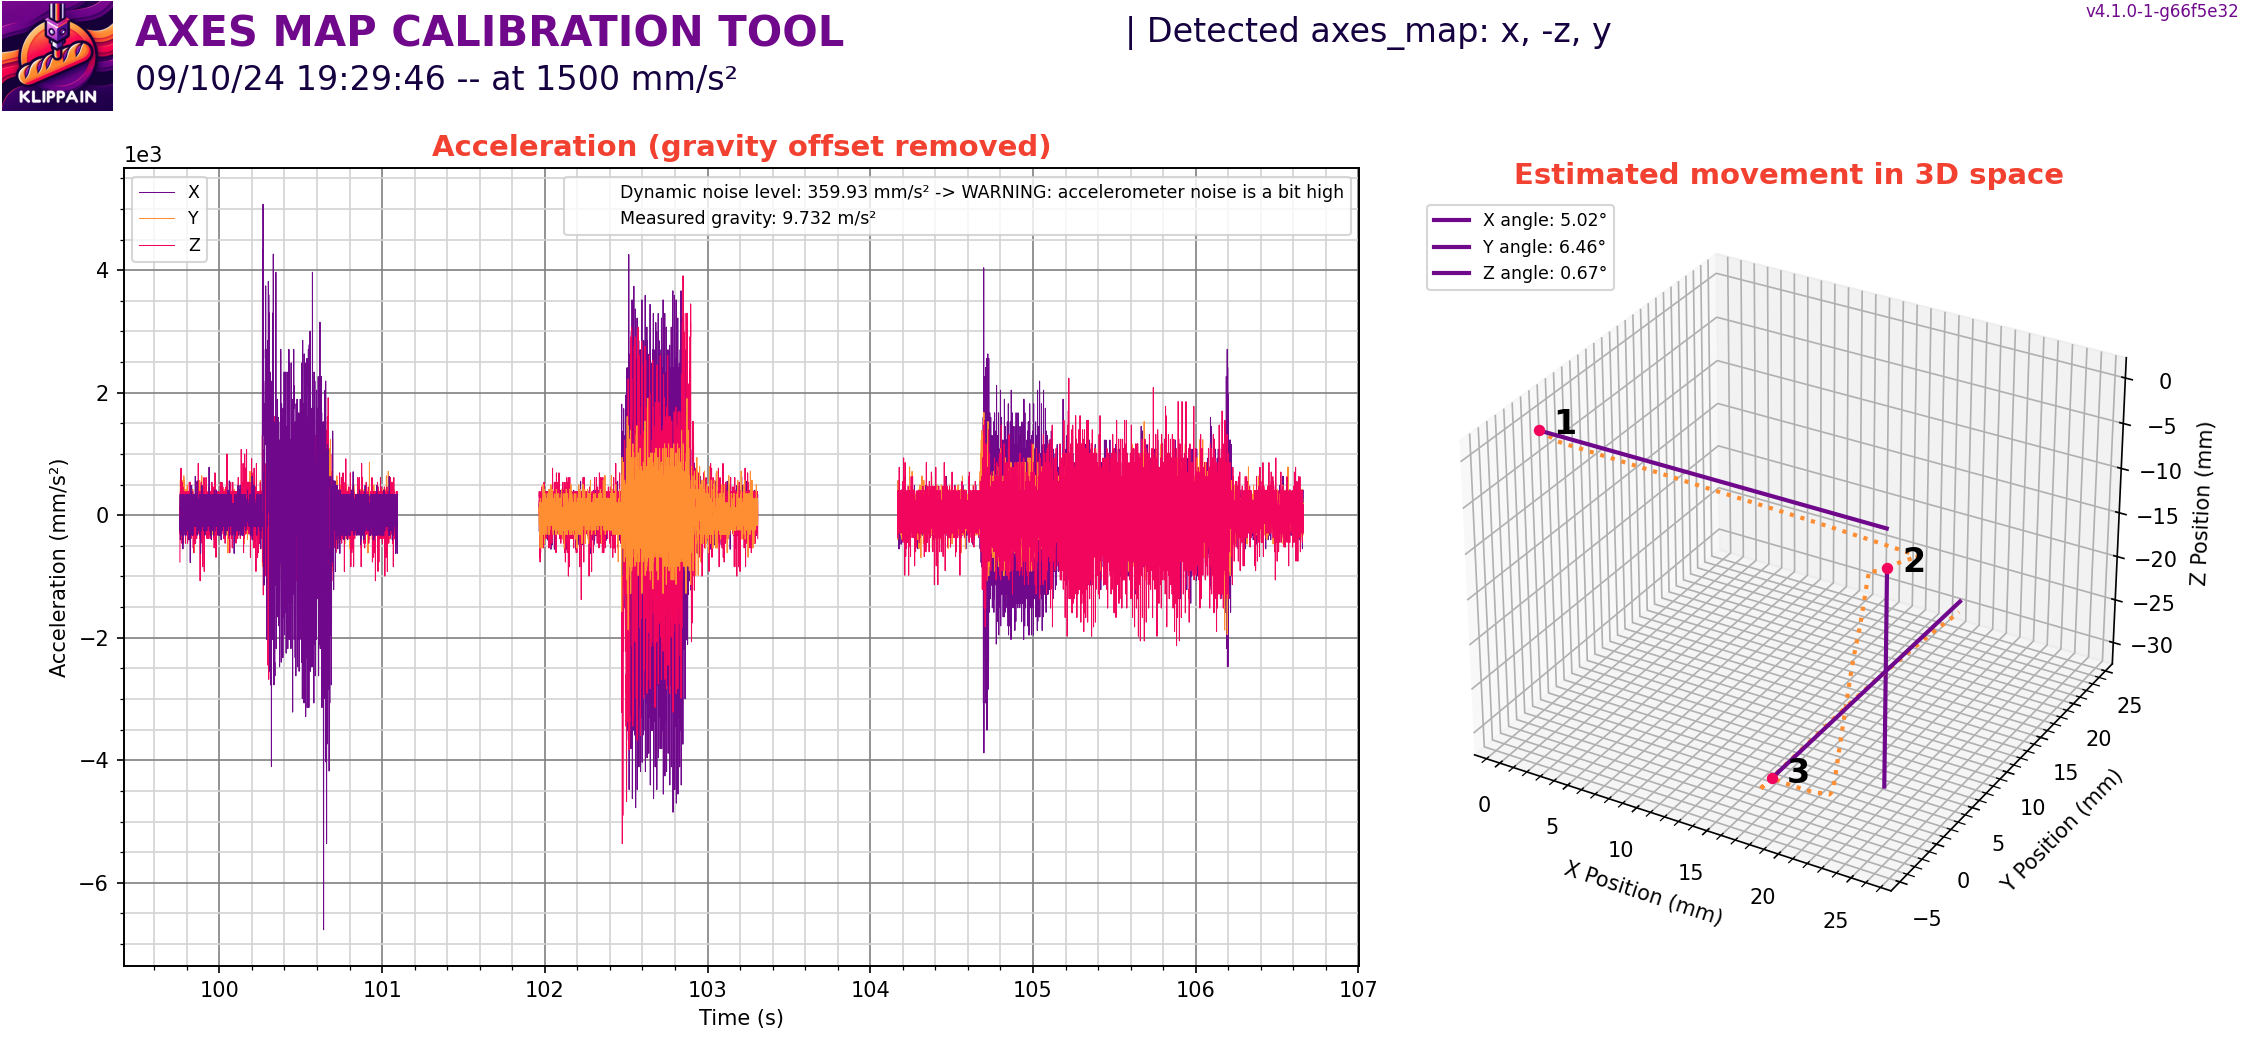 KLIPPAIN
AXES MAP CALIBRATION TOOL
| Detected axes_map: x, -z, y
v4.1.0-1-g66f5e32
09/10/24 19:29:46 -- at 1500 mm/s²
Acceleration (gravity offset removed)
1e3
X
Y
Z
Dynamic noise level: 359.93 mm/s² -> WARNING: accelerometer noise is a bit high
Measured gravity: 9.732 m/s²
4
2
0
−2
−4
−6
Acceleration (mm/s²)
100
101
102
103
104
105
106
107
Time (s)
Estimated movement in 3D space
X angle: 5.02°
Y angle: 6.46°
Z angle: 0.67°
1
2
3
0
−5
−10
−15
−20
−25
−30
Z Position (mm)
0
5
10
15
20
25
X Position (mm)
−5
0
5
10
15
20
25
Y Position (mm)